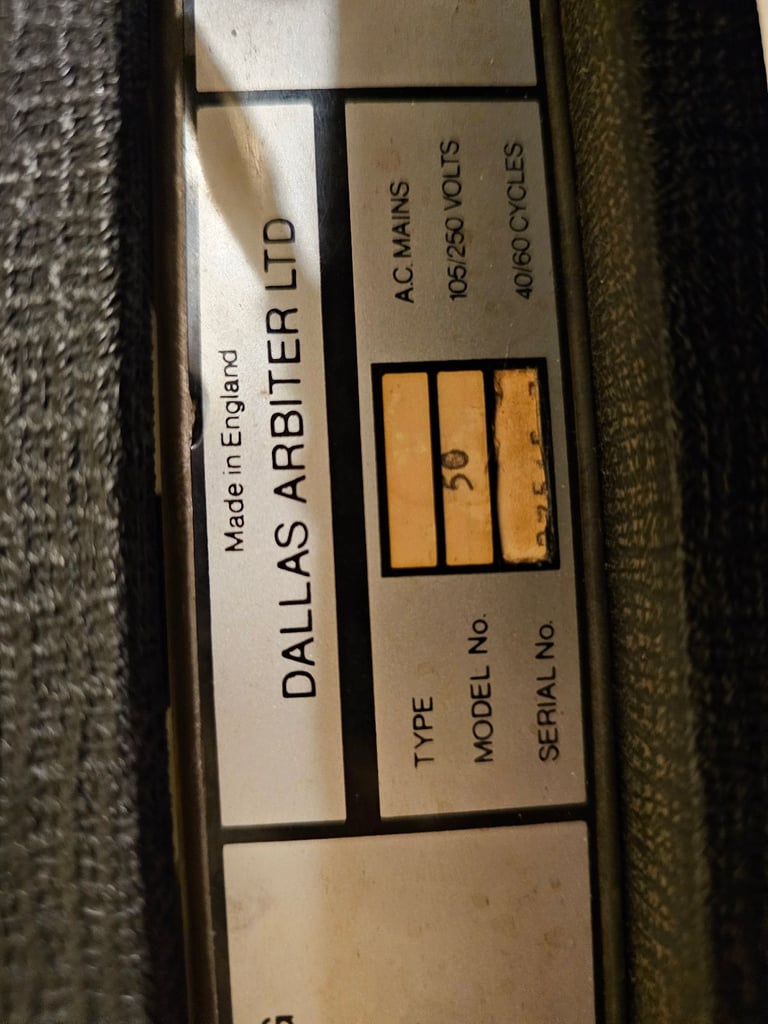 Made in England
DALLAS ARBITER LTD
TYPE
A.C. MAINS
MODEL No. 50 105/250 VOLTS
SERIAL No.
40/60 CYCLES